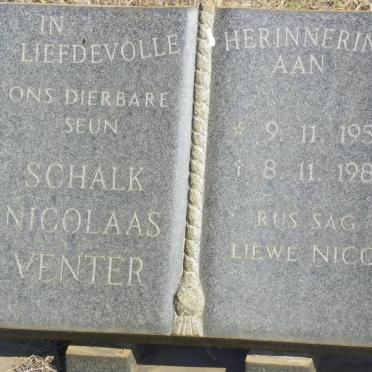 IN
LIEFDEVOLLE
ONS DIERBARE
SEUN
SCHALK
NICOLAAS
VENTER
HERINNERIN
AAN
* 9. 11. 195
† 8. 11. 198
RUS SAG
LIEWE NICO